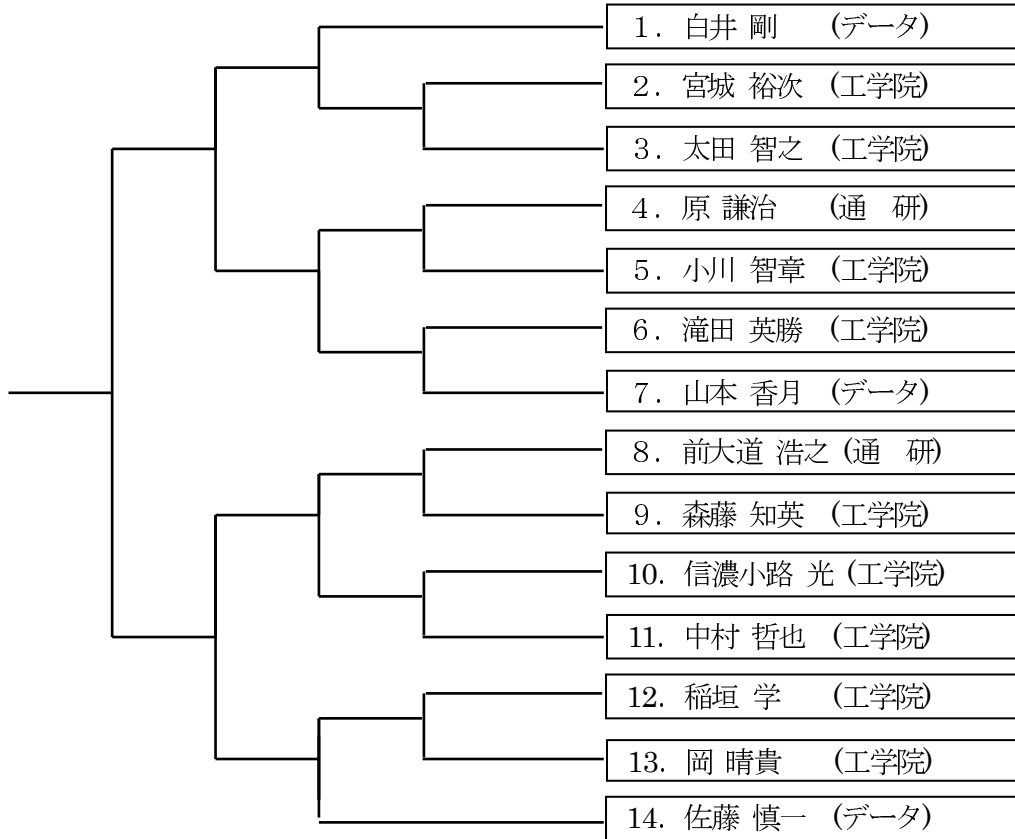 １．白井 剛　　(データ)
２．宮城 裕次　(工学院)
３．太田 智之　(工学院)
４．原 謙治　　(通　研)
５．小川 智章　(工学院)
６．滝田 英勝　(工学院)
７．山本 香月　(データ)
８．前大道 浩之 (通　研)
９．森藤 知英　(工学院)
10．信濃小路 光 (工学院)
11．中村 哲也　(工学院)
12．稲垣 学　　(工学院)
13．岡 晴貴　　(工学院)
14．佐藤 慎一　(データ)